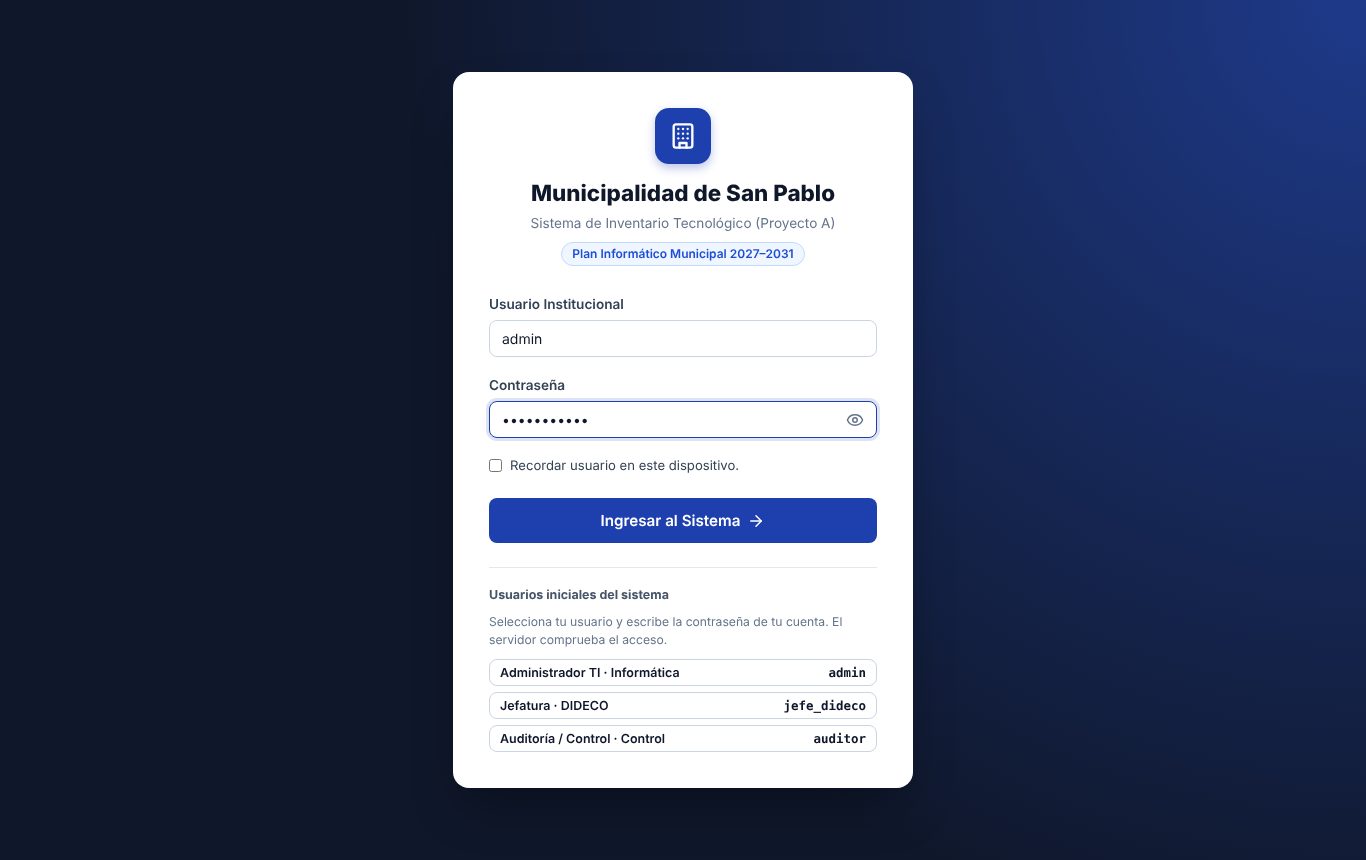 Municipalidad de San Pablo
Sistema de Inventario Tecnológico (Proyecto A)
Plan Informático Municipal 2027–2031
Usuario Institucional
admin
Contraseña
•••••••••••
Recordar usuario en este dispositivo.
Ingresar al Sistema →
Usuarios iniciales del sistema
Selecciona tu usuario y escribe la contraseña de tu cuenta. El
servidor comprueba el acceso.
Administrador TI · Informática admin
Jefatura · DIDECO jefe_dideco
Auditoría / Control · Control auditor